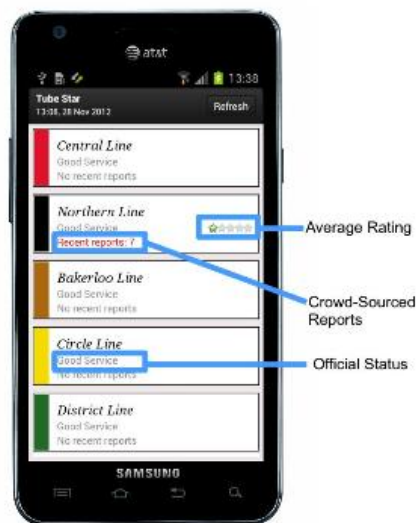 at&t
13:38
Tube Star
13:08, 28 Nov 2012
Refresh
Central Line
Good Service
No recent reports
Northern Line
Good Service
Recent reports: 7
Average Rating
Crowd-Sourced
Reports
Bakerloo Line
Good Service
No recent reports
Circle Line
Good Service
No recent reports
Official Status
District Line
Good Service
No recent reports
SAMSUNG